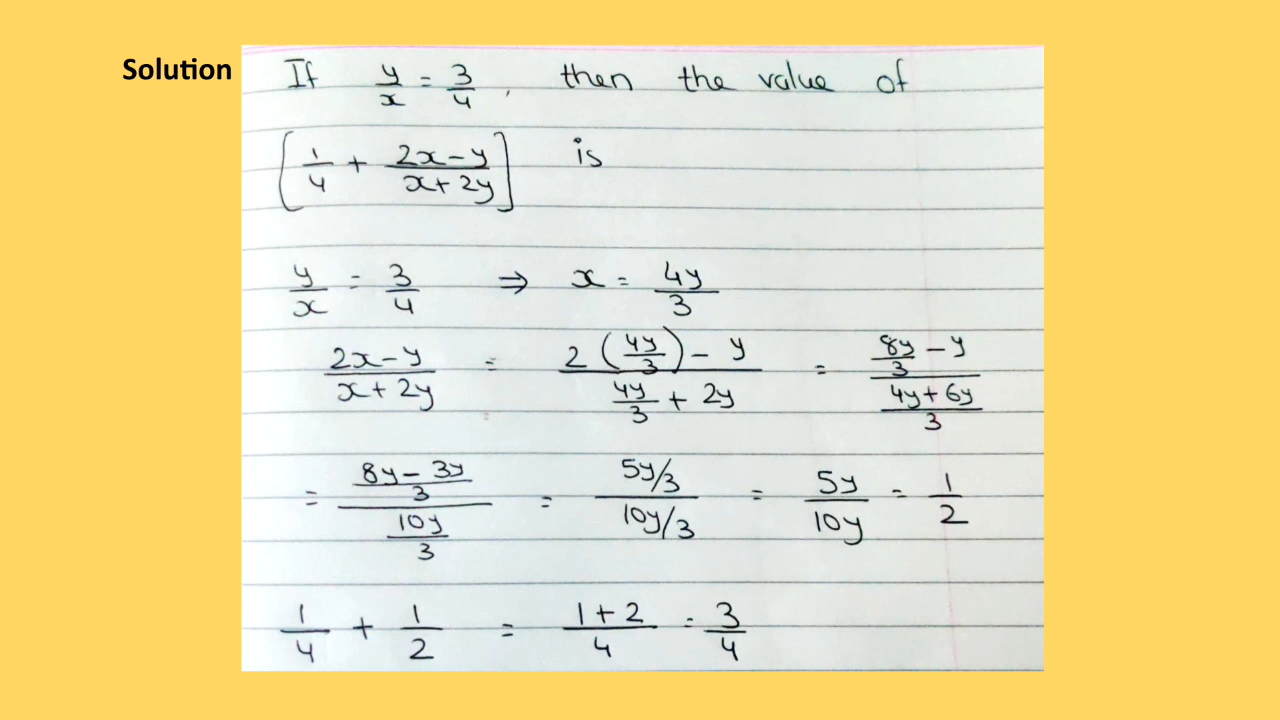 Solution
If y/x = 3/4, then the value of
[1/4 + (2x-y)/(x+2y)] is
y/x = 3/4 ⇒ x = 4y/3
(2x-y)/(x+2y) = (2(4y/3)-y)/(4y/3+2y) = (8y/3-y)/((4y+6y)/3)
= ((8y-3y)/3)/(10y/3) = (5y/3)/(10y/3) = 5y/10y = 1/2
1/4 + 1/2 = (1+2)/4 = 3/4